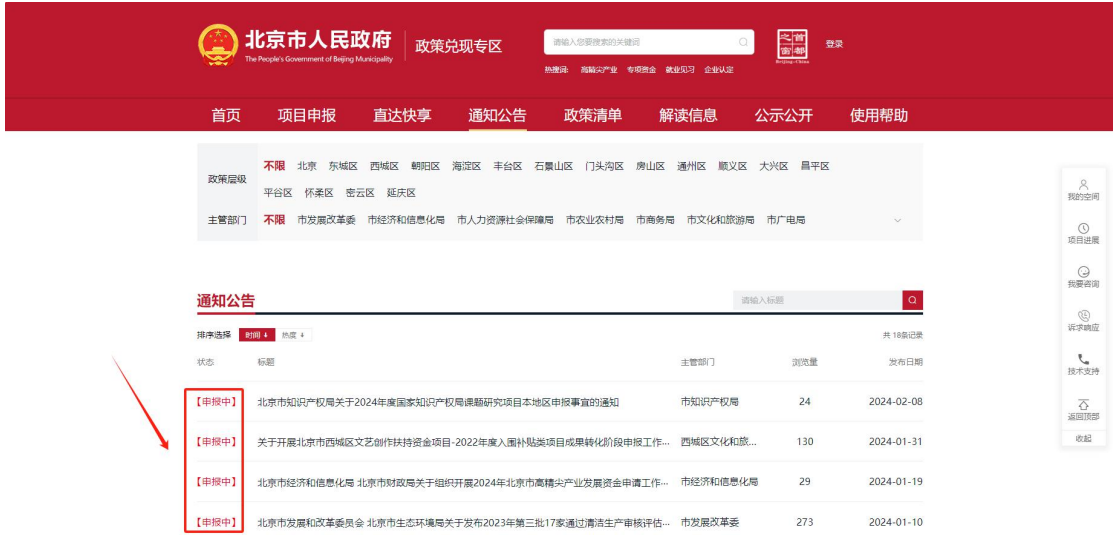 北京市人民政府
The People's Government of Beijing Municipality
政策兑现专区
请输入您要搜索的关键词
热搜词: 高精尖产业 专项资金 就业见习 企业认定
首都之窗
Beijing-China
登录
首页 项目申报 直达快享 通知公告 政策清单 解读信息 公示公开 使用帮助
政策层级 不限 北京 东城区 西城区 朝阳区 海淀区 丰台区 石景山区 门头沟区 房山区 通州区 顺义区 大兴区 昌平区
平谷区 怀柔区 密云区 延庆区
主管部门 不限 市发展改革委 市经济和信息化局 市人力资源社会保障局 市农业农村局 市商务局 市文化和旅游局 市广电局
我的空间
项目进展
我要咨询
诉求响应
技术支持
返回顶部
收起
通知公告
请输入标题
排序选择 时间 热度
共 18条记录
状态 标题 主管部门 浏览量 发布日期
【申报中】 北京市知识产权局关于2024年度国家知识产权局课题研究项目本地区申报事宜的通知 市知识产权局 24 2024-02-08
【申报中】 关于开展北京市西城区文艺创作扶持资金项目-2022年度入围补贴类项目成果转化阶段申报工作... 西城区文化和旅... 130 2024-01-31
【申报中】 北京市经济和信息化局 北京市财政局关于组织开展2024年北京市高精尖产业发展资金申请工作... 市经济和信息化局 29 2024-01-19
【申报中】 北京市发展和改革委员会 北京市生态环境局关于发布2023年第三批17家通过清洁生产审核评估... 市发展改革委 273 2024-01-10